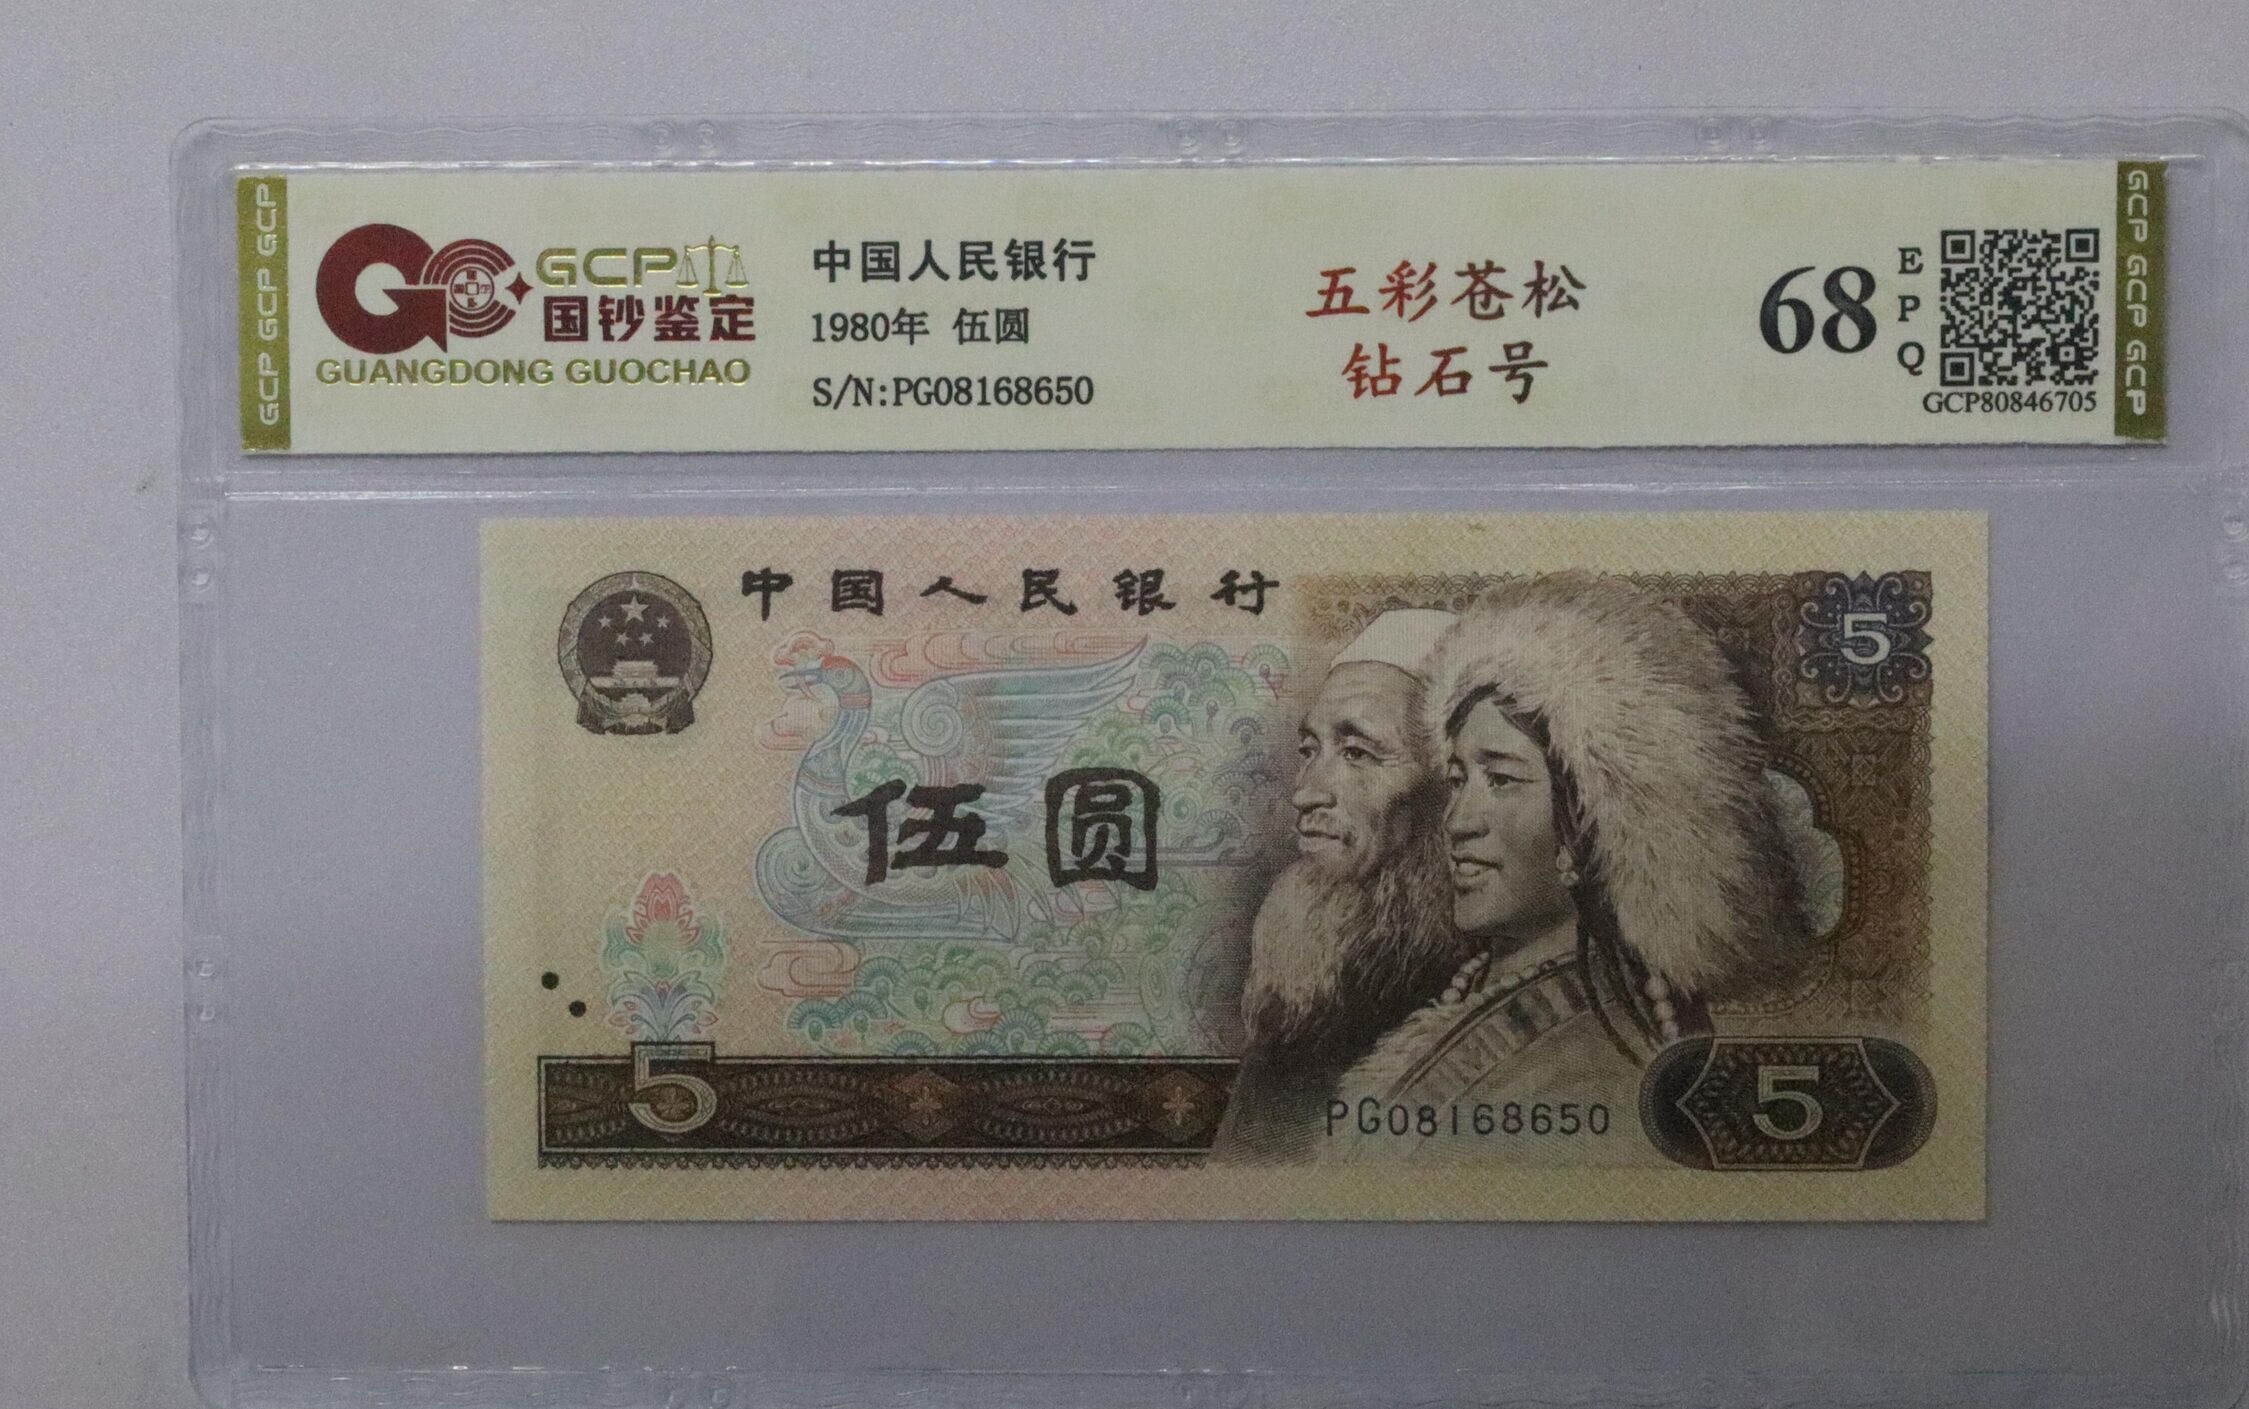 GCP GCP GCP
GCP
国钞鉴定
GUANGDONG GUOCHAO
中国人民银行
1980年 伍圆
S/N:PG08168650
五彩苍松
钻石号
68
E
P
Q
GCP80846705
GCP GCP GCP
中国人民银行
5
伍圆
5
PG08168650
5